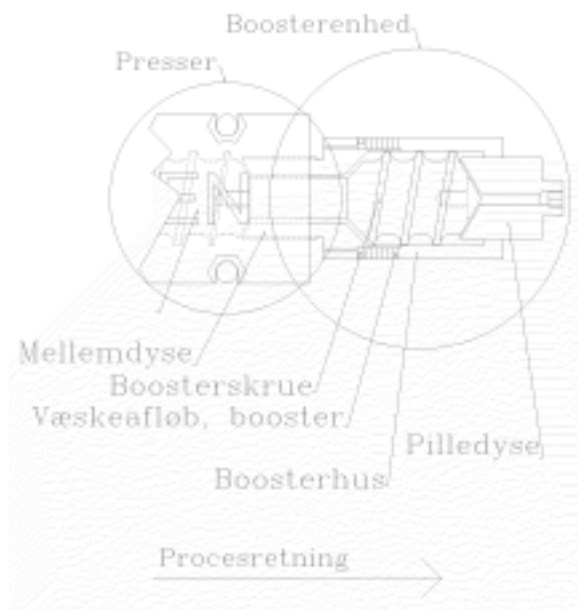 Boosterenhed
Presser
Mellemdyse
Boosterskrue
Væskeafløb, booster
Pilledyse
Boosterhus
Procesretning